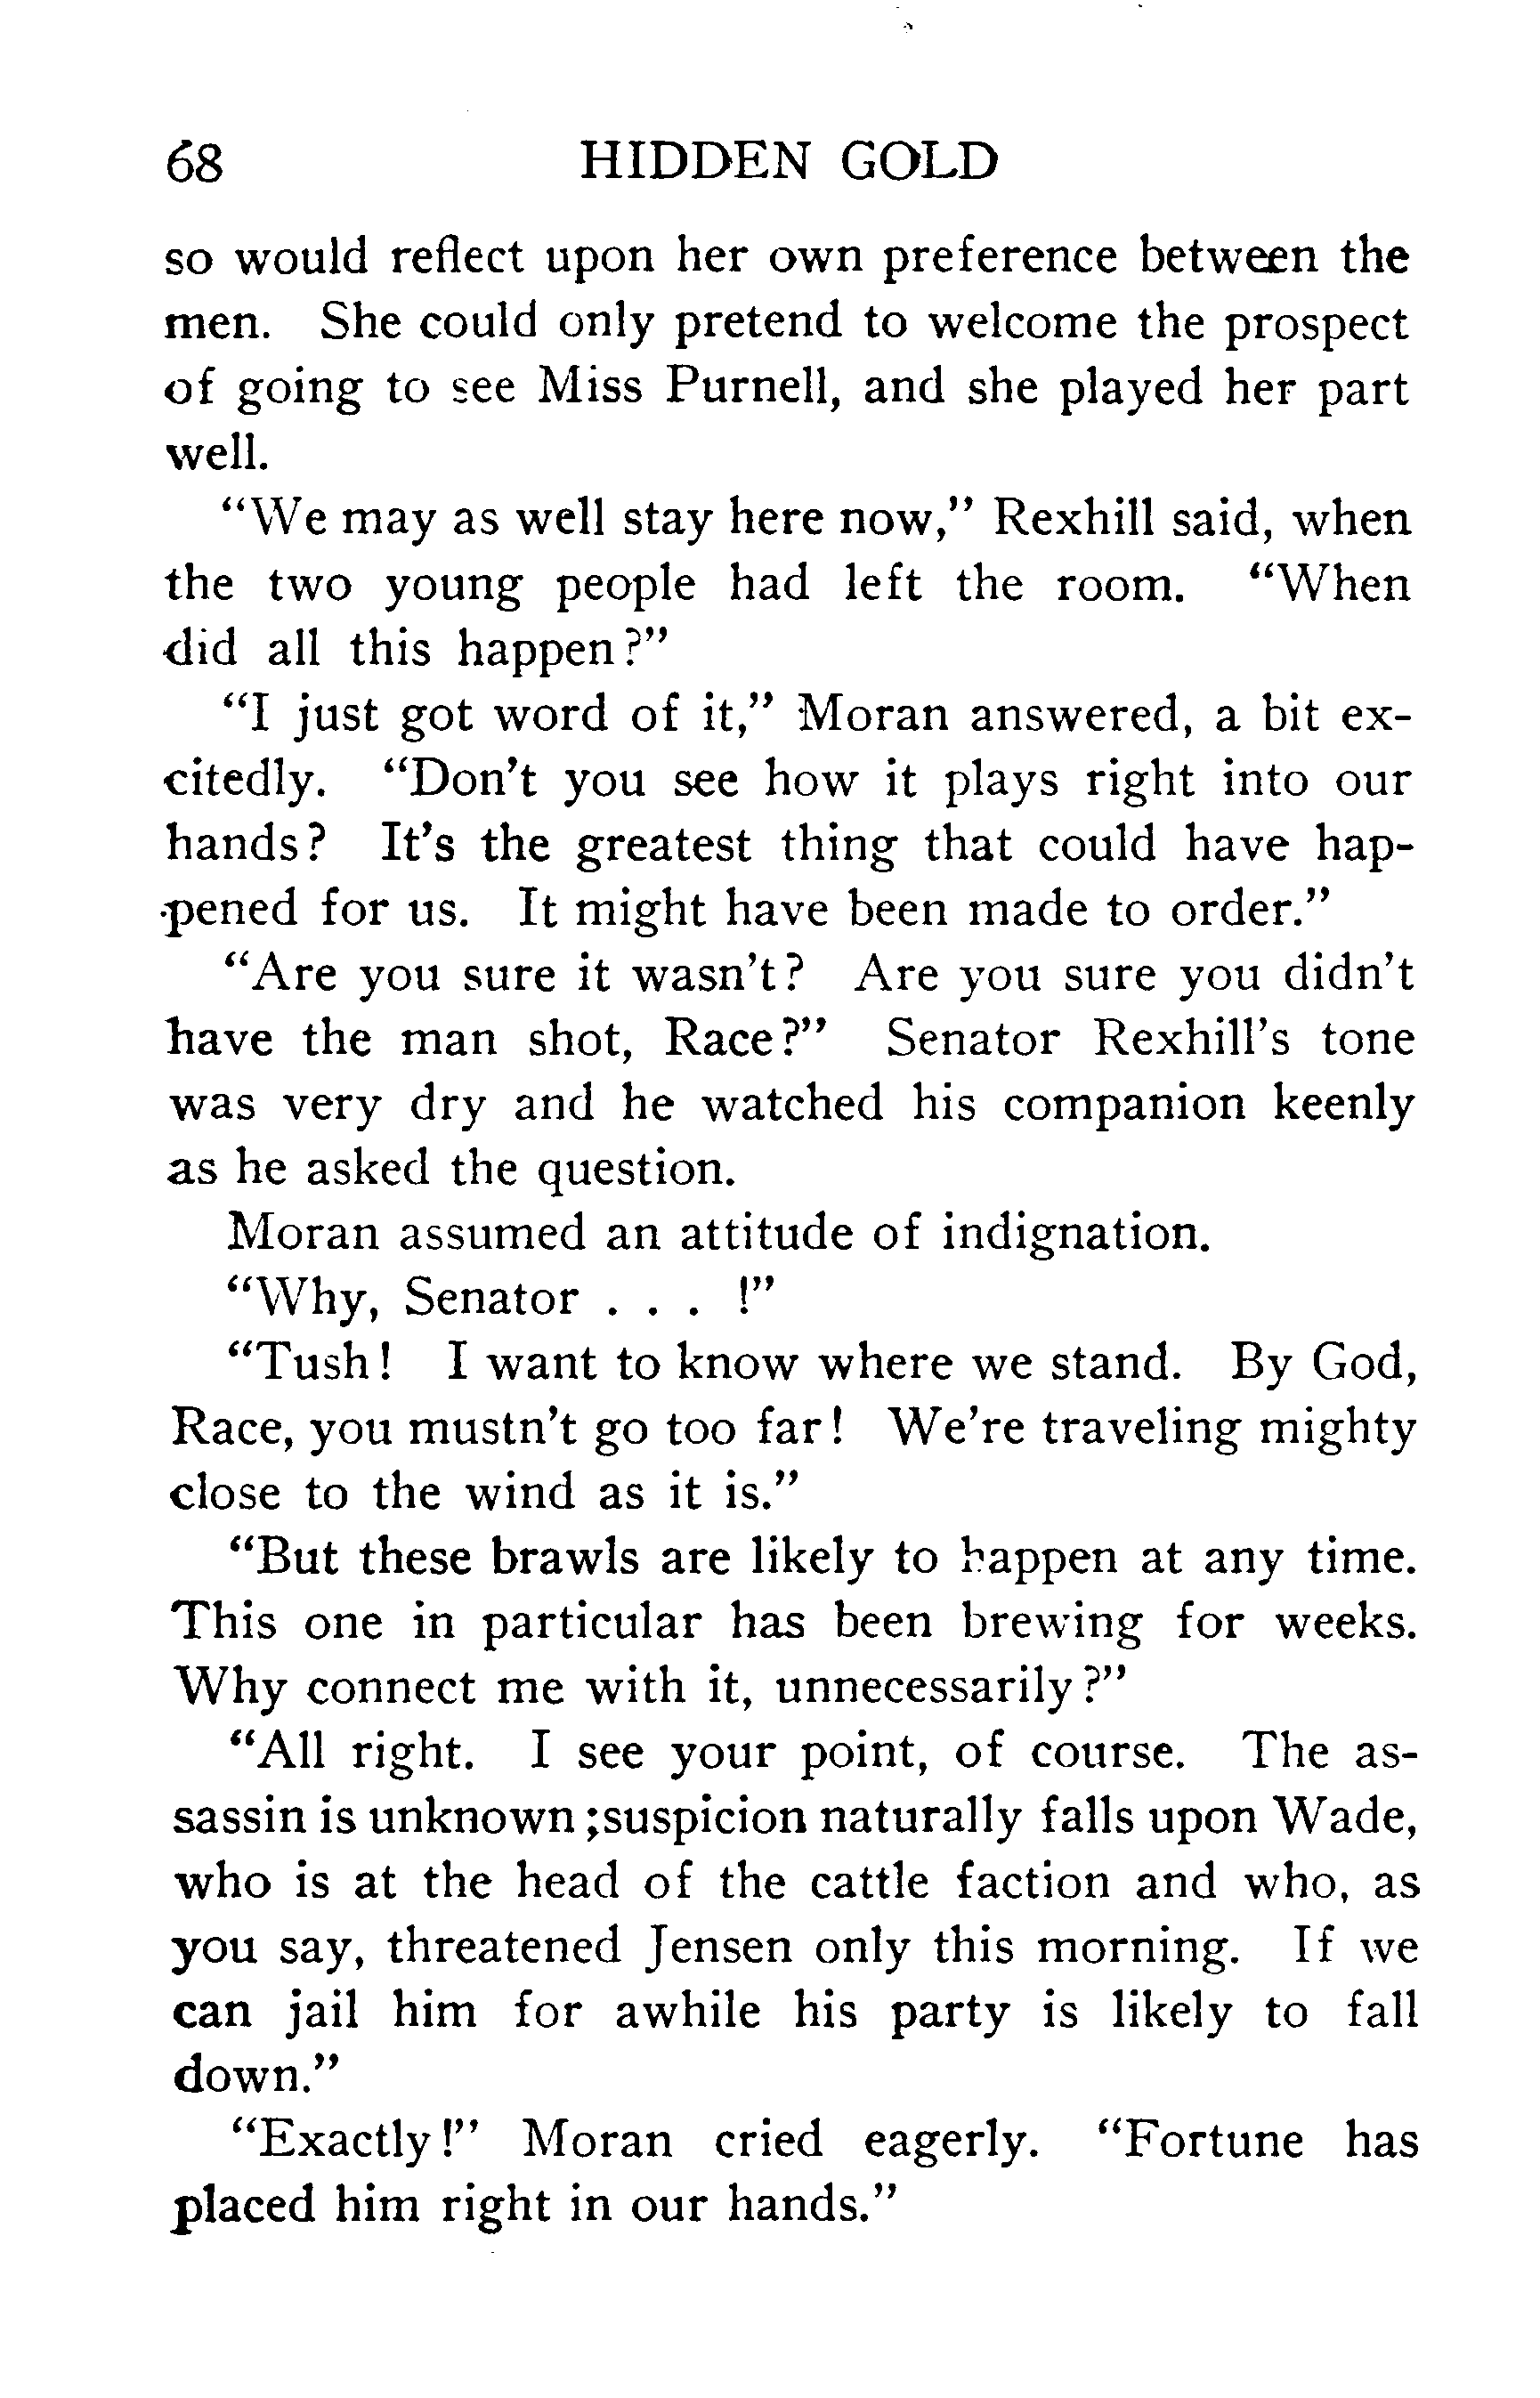 68 HIDDEN GOLD
so would reflect upon her own preference between the
men. She could only pretend to welcome the prospect
of going to see Miss Purnell, and she played her part
well.
“We may as well stay here now,” Rexhill said, when
the two young people had left the room. “When
did all this happen?”
“I just got word of it,” Moran answered, a bit ex-
citedly. “Don’t you see how it plays right into our
hands? It’s the greatest thing that could have hap-
pened for us. It might have been made to order.”
“Are you sure it wasn’t? Are you sure you didn’t
have the man shot, Race?” Senator Rexhill’s tone
was very dry and he watched his companion keenly
as he asked the question.
Moran assumed an attitude of indignation.
“Why, Senator . . . !”
“Tush! I want to know where we stand. By God,
Race, you mustn’t go too far! We’re traveling mighty
close to the wind as it is.”
“But these brawls are likely to happen at any time.
This one in particular has been brewing for weeks.
Why connect me with it, unnecessarily?”
“All right. I see your point, of course. The as-
sassin is unknown ;suspicion naturally falls upon Wade,
who is at the head of the cattle faction and who, as
you say, threatened Jensen only this morning. If we
can jail him for awhile his party is likely to fall
down.”
“Exactly!” Moran cried eagerly. “Fortune has
placed him right in our hands.”